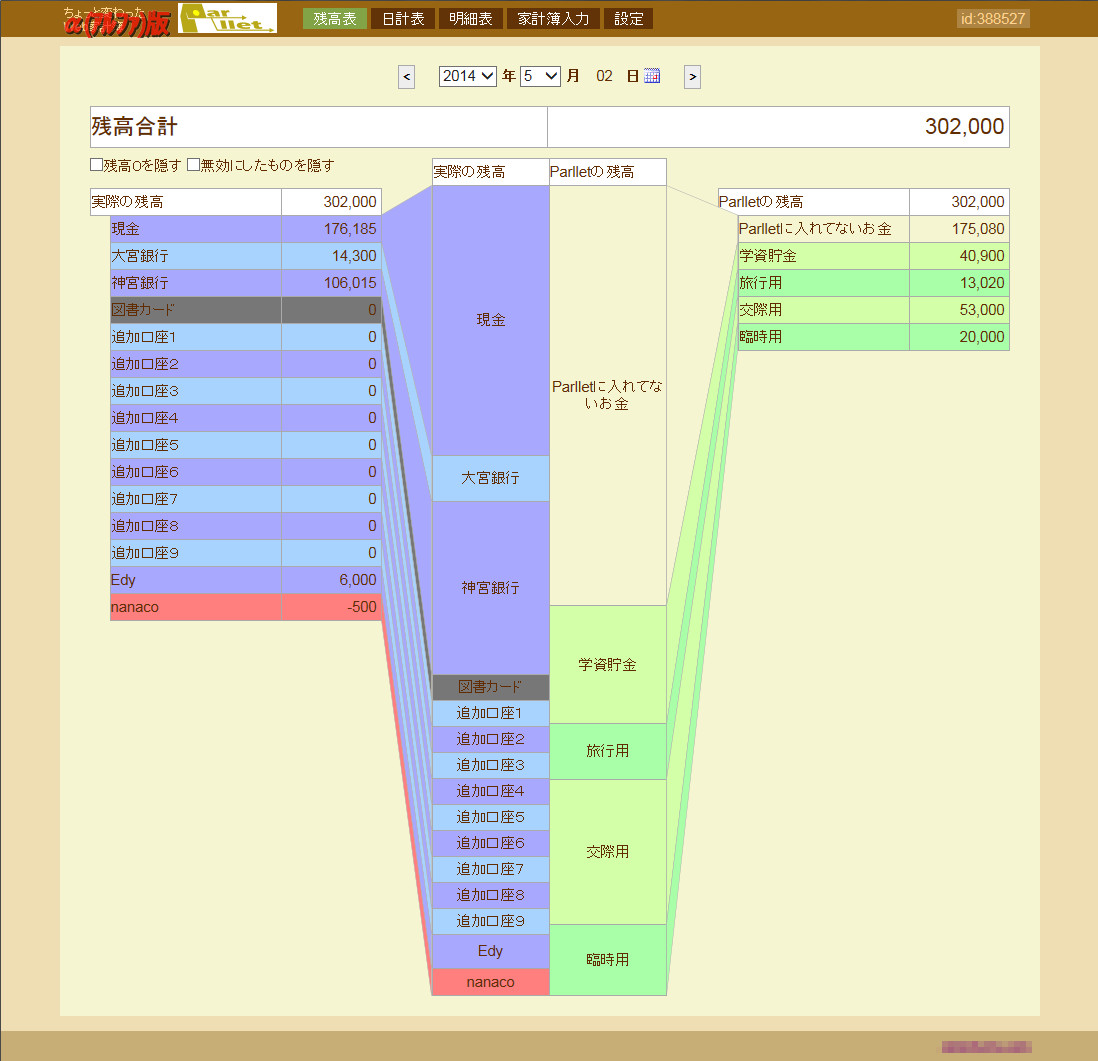 ちょっと変わった
α(アルファ)版
Parllet.
残高表 日計表 明細表 家計簿入力 設定
id:388527
< 2014 年 5 月 02 日 >
残高合計 302,000
残高0を隠す 無効にしたものを隠す
実際の残高 302,000
現金 176,185
大宮銀行 14,300
神宮銀行 106,015
図書カード 0
追加口座1 0
追加口座2 0
追加口座3 0
追加口座4 0
追加口座5 0
追加口座6 0
追加口座7 0
追加口座8 0
追加口座9 0
Edy 6,000
nanaco -500
実際の残高 Parlletの残高
現金
大宮銀行
神宮銀行
図書カード
追加口座1
追加口座2
追加口座3
追加口座4
追加口座5
追加口座6
追加口座7
追加口座8
追加口座9
Edy
nanaco
Parlletに入れてな
いお金
学資貯金
旅行用
交際用
臨時用
Parlletの残高 302,000
Parlletに入れてないお金 175,080
学資貯金 40,900
旅行用 13,020
交際用 53,000
臨時用 20,000